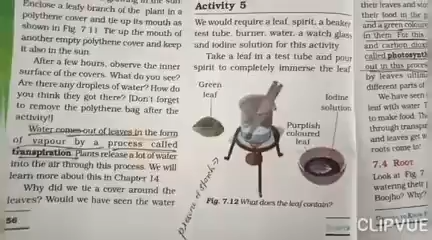 Enclose a leafy branch of the plant in a
polythene cover and tie up its mouth as
shown in Fig. 7.11. Tie up the mouth of
another empty polythene cover and keep
it also in the sun.
After a few hours, observe the inner
surface of the covers. What do you see?
Are there any droplets of water? How do
you think they got there? [Don't forget
to remove the polythene bag after the
activity!]
Water comes out of leaves in the form
of vapour by a process called
transpiration. Plants release a lot of water
into the air through this process. We will
learn more about this in Chapter 14.
Why did we tie a cover around the
leaves? Would we have seen the water
56
Activity 5
We would require a leaf, spirit, a beaker
test tube, burner, water, a watch glass
and iodine solution for this activity
Take a leaf in a test tube and pour
spirit to completely immerse the leaf
Green
leaf
Iodine
solution
Purplish
coloured
leaf
Fig. 7.12 What does the leaf contain?
leaves and
their food in the p
and a green colour
in them. For this
and carbon diox
called photosynth
out in this proces
by leaves ultim
different parts of
We have seen
leaf with water
to make food. Th
through transpir
and leaves get w
roots come in?
7.4 ROOT
Look at Fig. 7
watering their
Boojho? Why?
CLIPVUE